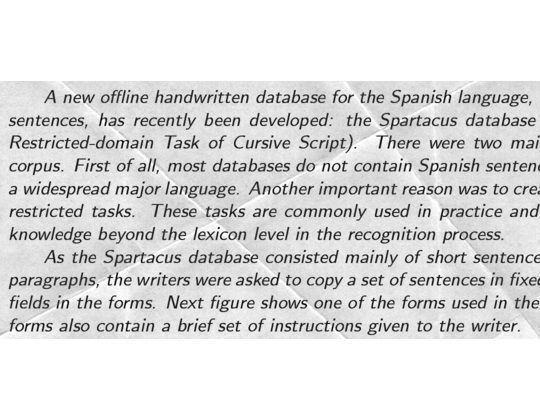 A new offline handwritten database for the Spanish language,
sentences, has recently been developed: the Spartacus database
Restricted-domain Task of Cursive Script). There were two
corpus. First of all, most databases do not contain Spanish
a widespread major language. Another important reason was to
restricted tasks. These tasks are commonly used in practice and
knowledge beyond the lexicon level in the recognition process.
As the Spartacus database consisted mainly of short
paragraphs, the writers were asked to copy a set of sentences in
fields in the forms. Next figure shows one of the forms used in the
forms also contain a brief set of instructions given to the writer.